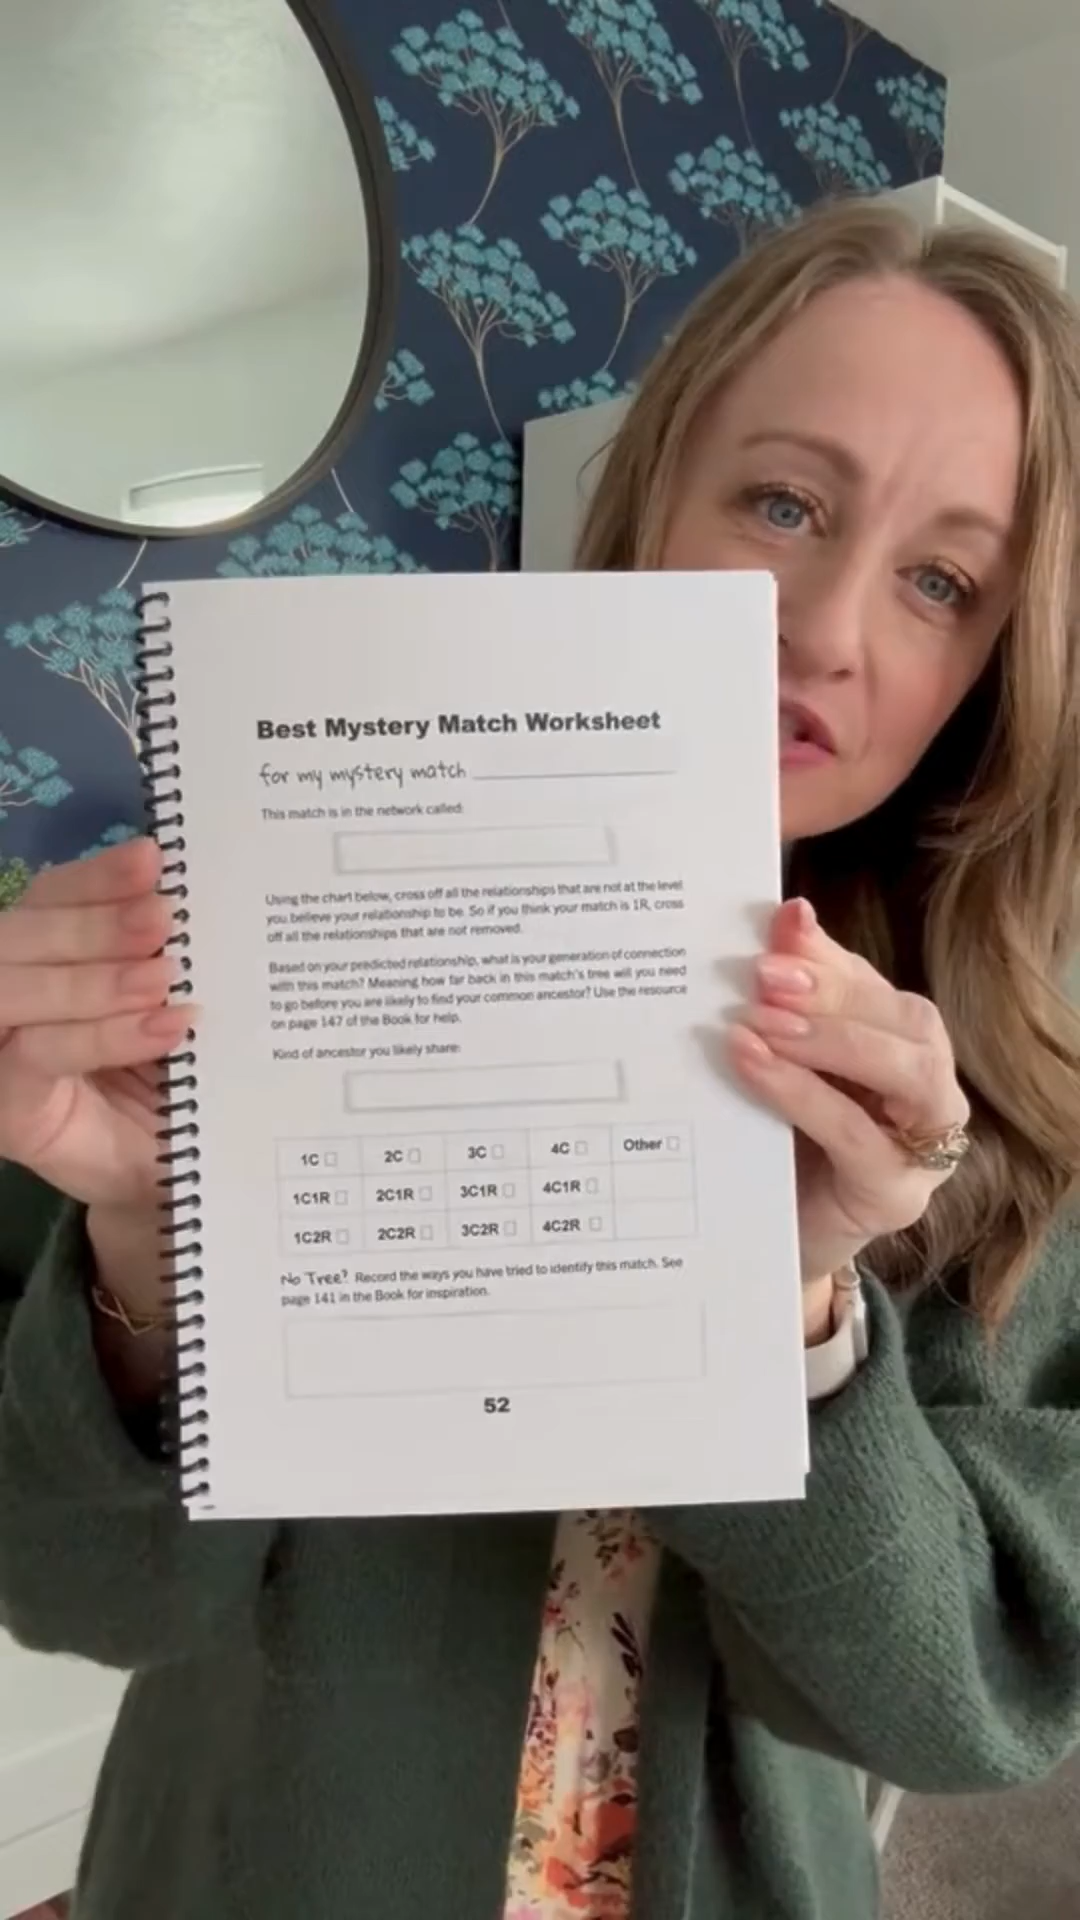 Best Mystery Match Worksheet
for my mystery match
This match is in the network called:
Using the chart below, cross off all the relationships that are not at the level
you believe your relationship to be. So if you think your match is 1R, cross
off all the relationships that are not removed.
Based on your predicted relationship, what is your generation of connection
with this match? Meaning how far back in this match's tree will you need
to go before you are likely to find your common ancestor? Use the resource
on page 147 of the Book for help.
Kind of ancestor you likely share:
1C 2C 3C 4C Other
1C1R 2C1R 3C1R 4C1R
1C2R 2C2R 3C2R 4C2R
No Tree? Record the ways you have tried to identify this match. See
page 141 in the Book for inspiration.
52